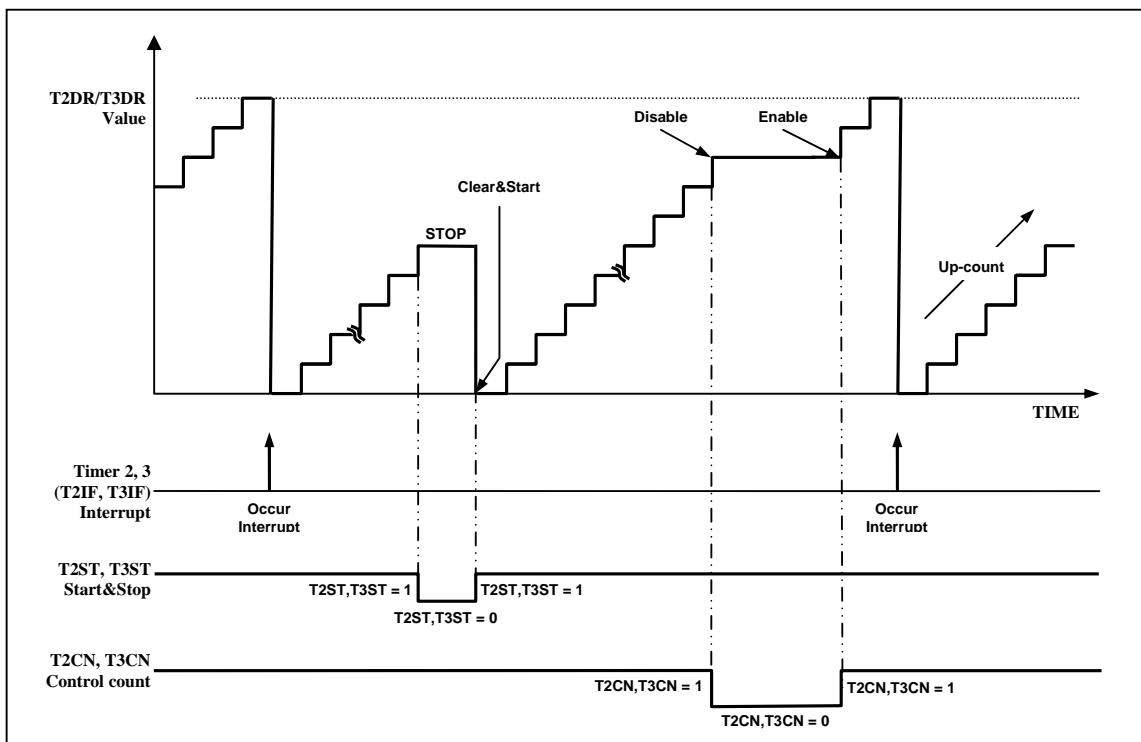 T2DR/T3DR
Value
Disable
Enable
Clear&Start
STOP
Up-count
TIME
Timer 2, 3
(T2IF, T3IF)
Interrupt
Occur
Interrupt
Occur
Interrupt
T2ST, T3ST
Start&Stop
T2ST,T3ST = 1
T2ST,T3ST = 1
T2ST,T3ST = 0
T2CN, T3CN
Control count
T2CN,T3CN = 1
T2CN,T3CN = 1
T2CN,T3CN = 0